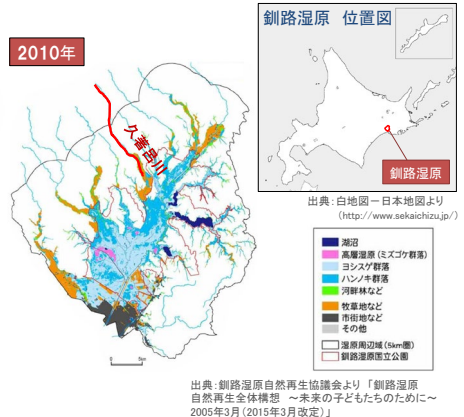 釧路湿原 位置図
2010年
久著呂川
釧路湿原
出典:白地図-日本地図より
(http://www.sekaichizu.jp/)
湖沼
高層湿原(ミズゴケ群落)
ヨシスゲ群落
ハンノキ群落
河畔林など
牧草地など
市街地など
その他
湿原周辺域(5km圏)
釧路湿原国立公園
0 5km
出典:釧路湿原自然再生協議会より 「釧路湿原
自然再生全体構想 ~未来の子どもたちのために~
2005年3月(2015年3月改定)」